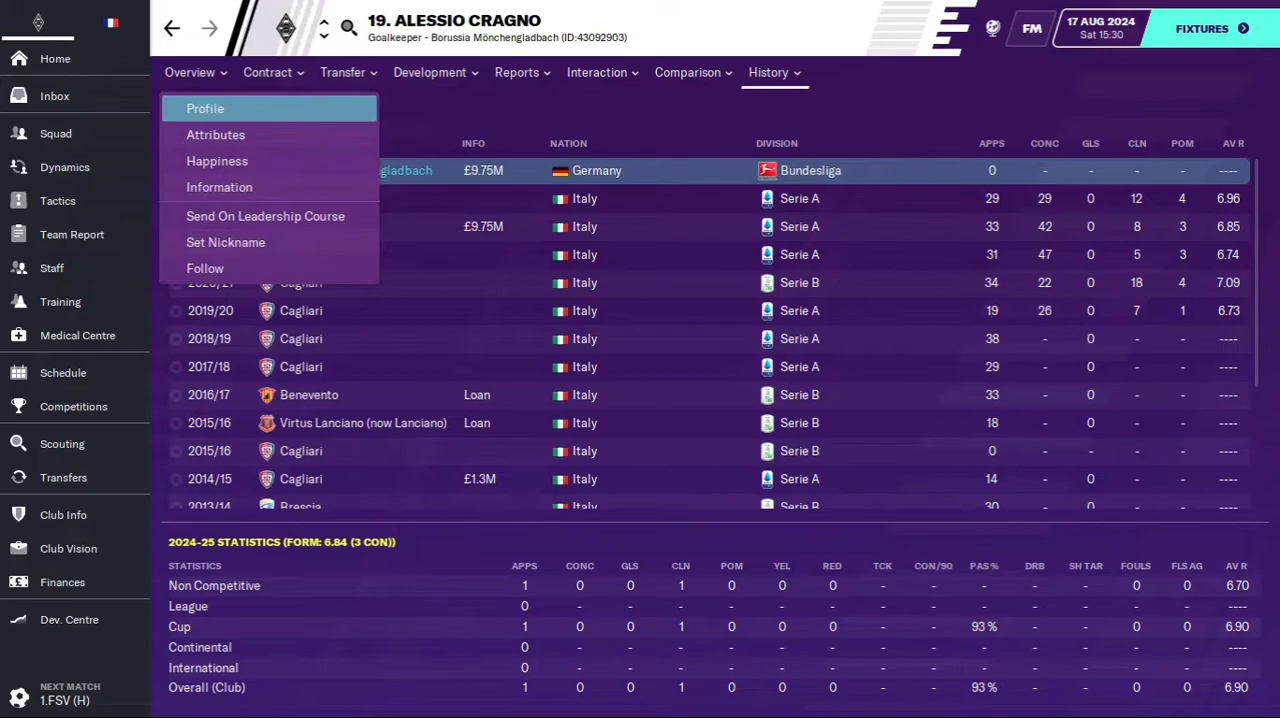 19. ALESSIO CRAGNO
Goalkeeper - Borussia Mönchengladbach (ID:43092903)
FM
17 AUG 2024
Sat 15:30
FIXTURES
Home
Inbox
Squad
Dynamics
Tactics
Team Report
Staff
Training
Medical Centre
Schedule
Competitions
Scouting
Transfers
Club Info
Club Vision
Finances
Dev. Centre
NEXT MATCH
1.FSV (H)
Overview Contract Transfer Development Reports Interaction Comparison History
Profile
Attributes
Happiness
Information
Send On Leadership Course
Set Nickname
Follow
INFO NATION DIVISION APPS CONC GLS CLN POM AV R
gladbach £9.75M Germany Bundesliga 0 - - - - ----
Italy Serie A 29 29 0 12 4 6.96
£9.75M Italy Serie A 33 42 0 8 3 6.85
Italy Serie A 31 47 0 5 3 6.74
2020/21 Cagliari Italy Serie B 34 22 0 18 4 7.09
2019/20 Cagliari Italy Serie A 19 26 0 7 1 6.73
2018/19 Cagliari Italy Serie A 38 - 0 - - ----
2017/18 Cagliari Italy Serie A 29 - 0 - - ----
2016/17 Benevento Loan Italy Serie B 33 - 0 - - ----
2015/16 Virtus Lanciano (now Lanciano) Loan Italy Serie B 18 - 0 - - ----
2015/16 Cagliari Italy Serie B 0 - - - - ----
2014/15 Cagliari £1.3M Italy Serie A 14 - 0 - - ----
2013/14 Brescia Italy Serie B 30 - 0 - - ----
2024-25 STATISTICS (FORM: 6.84 (3 CON))
STATISTICS APPS CONC GLS CLN POM YEL RED TCK CON/90 PAS % DRB SH TAR FOULS FLS AG AV R
Non Competitive 1 0 0 1 0 0 0 - - - - - 0 0 6.70
League 0 - - - - - - - - - - - - - ----
Cup 1 0 0 1 0 0 0 - - 93 % - - 0 0 6.90
Continental 0 - - - - - - - - - - - - - ----
International 0 - - - - - - - - - - - - - ----
Overall (Club) 1 0 0 1 0 0 0 - - 93 % - - 0 0 6.90